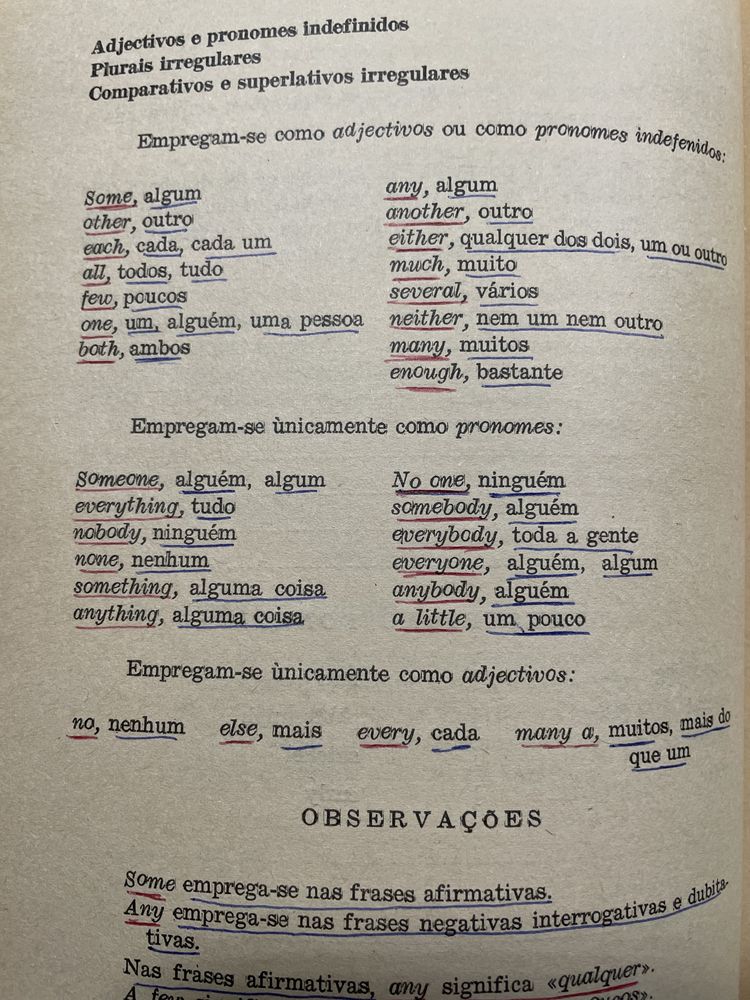 Adjectivos e pronomes indefinidos
Plurais irregulares
Comparativos e superlativos irregulares
Empregam-se como adjectivos ou como pronomes indefenidos:
Some, algum
other, outro
each, cada, cada um
all, todos, tudo
few, poucos
one, um, alguém, uma pessoa
both, ambos
any, algum
another, outro
either, qualquer dos dois, um ou outro
much, muito
several, vários
neither, nem um nem outro
many, muitos
enough, bastante
Empregam-se ùnicamente como pronomes:
Someone, alguém, algum
everything, tudo
nobody, ninguém
none, nenhum
something, alguma coisa
anything, alguma coisa
No one, ninguém
somebody, alguém
everybody, toda a gente
everyone, alguém, algum
anybody, alguém
a little, um pouco
Empregam-se ùnicamente como adjectivos:
no, nenhum else, mais every, cada many a, muitos, mais do
que um
OBSERVAÇÕES
Some emprega-se nas frases afirmativas.
Any emprega-se nas frases negativas interrogativas e dubita-
tivas.
Nas frases afirmativas, any significa «qualquer».
A few